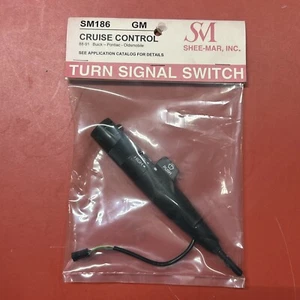 SM186 GM
CRUISE CONTROL
Buick - Pontiac - Oldsmobile
SEE APPLICATION CATALOG FOR DETAILS
SM
SHEE-MAR, INC.
TURN SIGNAL SWITCH